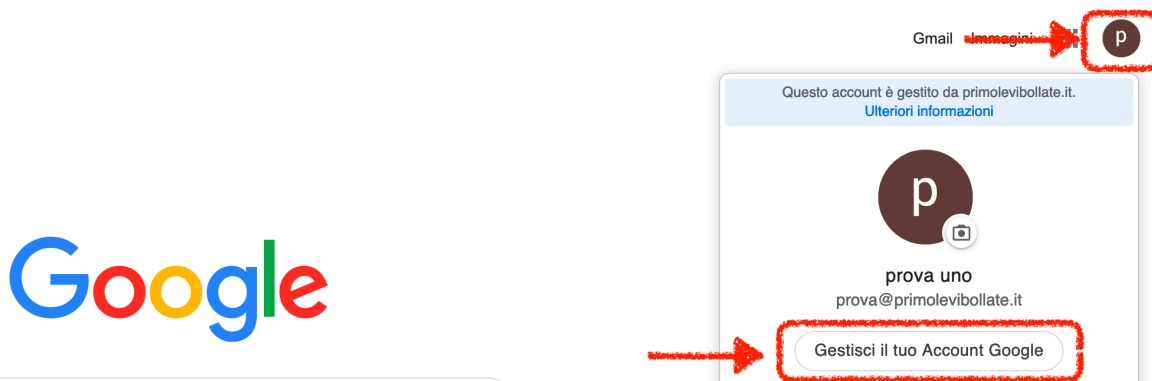 Gmail Immagini
p
Questo account è gestito da primolevibollate.it.
Ulteriori informazioni
p
Google
prova uno
prova@primolevibollate.it
Gestisci il tuo Account Google